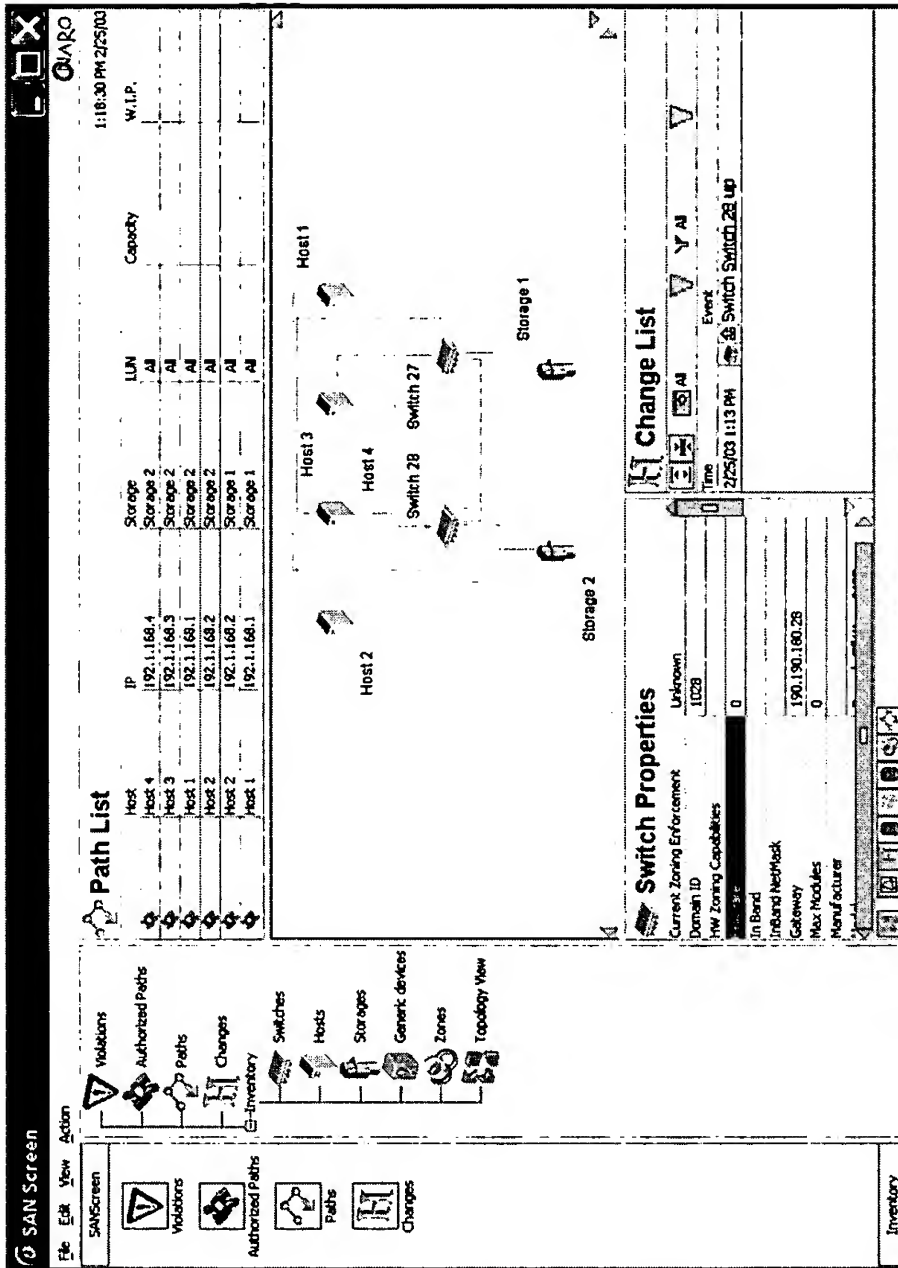 SAN Screen
File Edit View Action
ONARO
SANScreen
Violations
Authorized Paths
Paths
Changes
Inventory
Violations
Authorized Paths
Paths
Changes
Inventory
Switches
Hosts
Storages
Generic devices
Zones
Topology View
Path List
1:18:30 PM 2/25/03
Host IP Storage LUN Capacity W.I.P.
Host 4 192.1.168.4 Storage 2 All
Host 3 192.1.168.3 Storage 2 All
Host 1 192.1.168.1 Storage 2 All
Host 2 192.1.168.2 Storage 2 All
Host 2 192.1.168.2 Storage 1 All
Host 1 192.1.168.1 Storage 1 All
Host 1
Host 3
Host 4
Host 2
Switch 28
Switch 27
Storage 1
Storage 2
Switch Properties
Current Zoning Enforcement Unknown
Domain ID 1028
HW Zoning Capabilities
0
In Band
InBand NetMask
Gateway 190.190.180.28
Max Modules 0
Manufacturer
Change List
All All
Time Event
2/25/03 1:13 PM Switch Switch 28 up